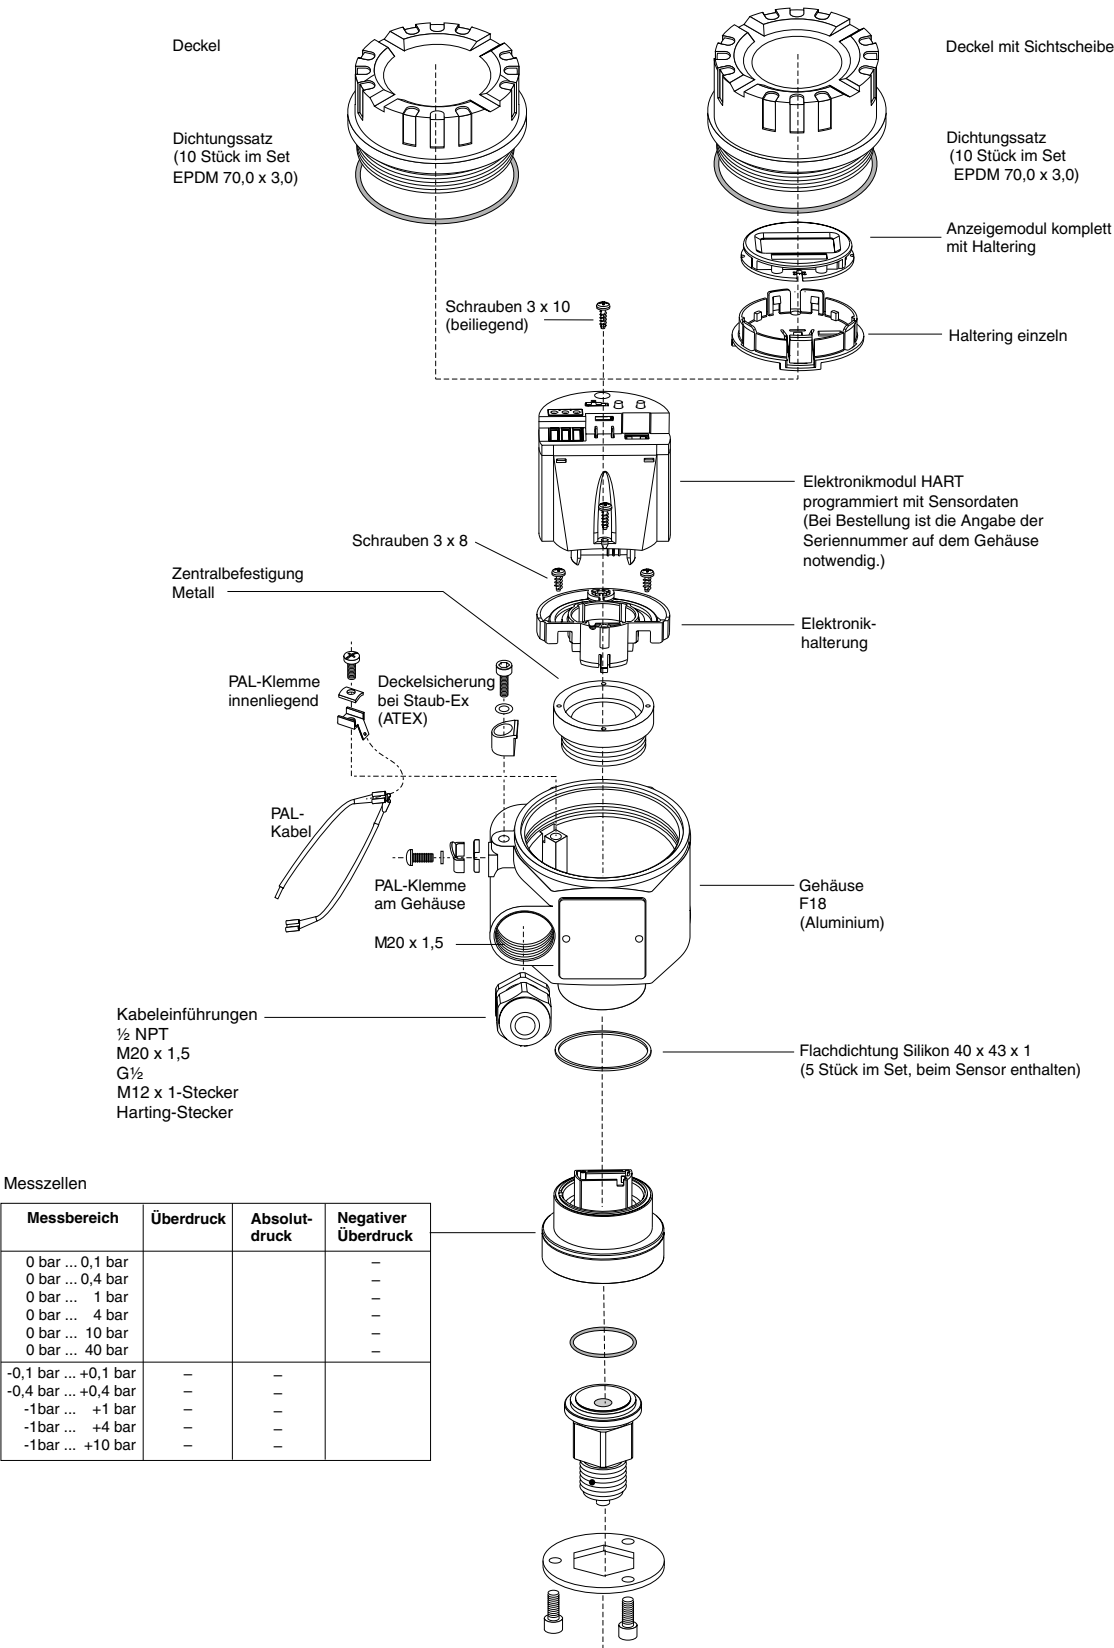 Deckel
Deckel mit Sichtscheibe
Dichtungssatz
(10 Stück im Set
EPDM 70,0 x 3,0)
Dichtungssatz
(10 Stück im Set
EPDM 70,0 x 3,0)
Anzeigemodul komplett
mit Haltering
Schrauben 3 x 10
(beiliegend)
Haltering einzeln
Elektronikmodul HART
programmiert mit Sensordaten
(Bei Bestellung ist die Angabe der
Seriennummer auf dem Gehäuse
notwendig.)
Schrauben 3 x 8
Zentralbefestigung
Metall
Elektronik-
halterung
PAL-Klemme
innenliegend
Deckelsicherung
bei Staub-Ex
(ATEX)
PAL-
Kabel
PAL-Klemme
am Gehäuse
Gehäuse
F18
(Aluminium)
M20 x 1,5
Kabeleinführungen
½ NPT
M20 x 1,5
G½
M12 x 1-Stecker
Harting-Stecker
Flachdichtung Silikon 40 x 43 x 1
(5 Stück im Set, beim Sensor enthalten)
Messzellen
Messbereich Überdruck Absolut-druck Negativer Überdruck
0 bar ... 0,1 bar –
0 bar ... 0,4 bar –
0 bar ... 1 bar –
0 bar ... 4 bar –
0 bar ... 10 bar –
0 bar ... 40 bar –
-0,1 bar ... +0,1 bar – –
-0,4 bar ... +0,4 bar – –
-1bar ... +1 bar – –
-1bar ... +4 bar – –
-1bar ... +10 bar – –